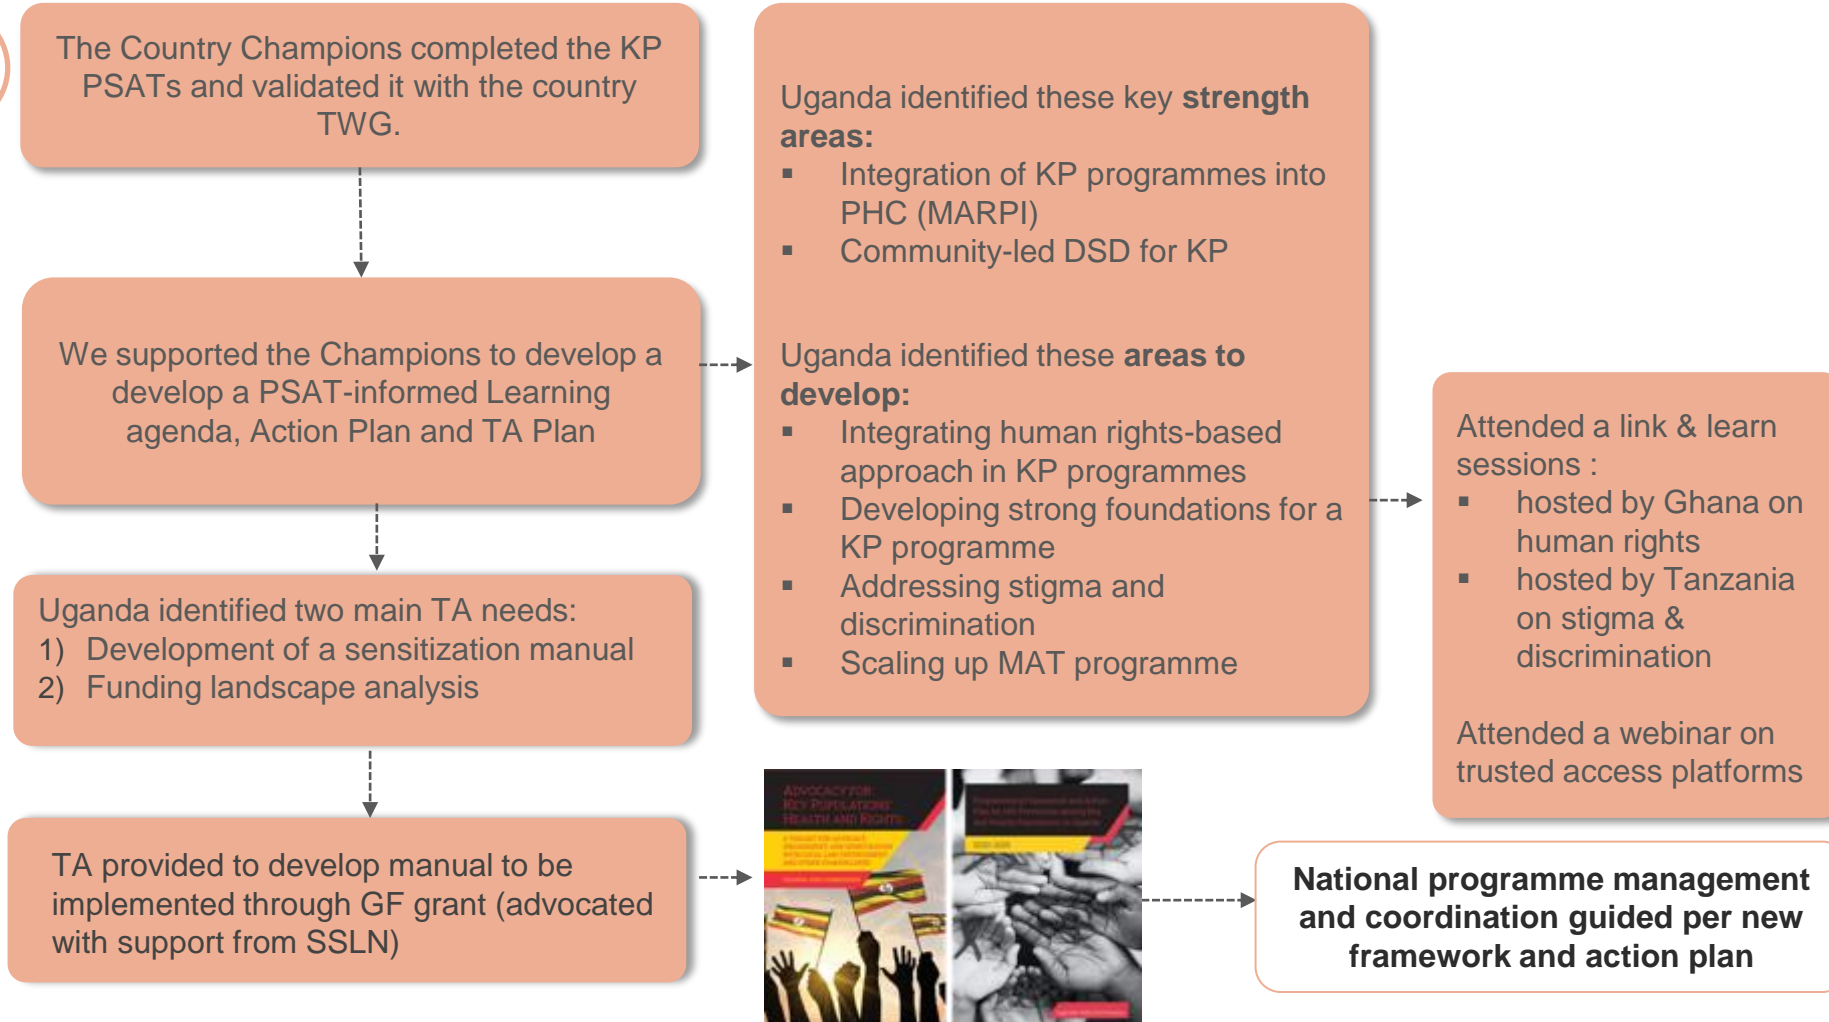 The Country Champions completed the KP
PSATs and validated it with the country
TWG.
We supported the Champions to develop a
develop a PSAT-informed Learning
agenda, Action Plan and TA Plan
Uganda identified two main TA needs:
1) Development of a sensitization manual
2) Funding landscape analysis
TA provided to develop manual to be
implemented through GF grant (advocated
with support from SSLN)
Uganda identified these key strength
areas:
▪ Integration of KP programmes into
PHC (MARPI)
▪ Community-led DSD for KP
Uganda identified these areas to
develop:
▪ Integrating human rights-based
approach in KP programmes
▪ Developing strong foundations for a
KP programme
▪ Addressing stigma and
discrimination
▪ Scaling up MAT programme
Attended a link & learn
sessions :
▪ hosted by Ghana on
human rights
▪ hosted by Tanzania
on stigma &
discrimination
Attended a webinar on
trusted access platforms
ADVOCACY FOR
KEY POPULATIONS
HEALTH AND RIGHTS
National programme management
and coordination guided per new
framework and action plan